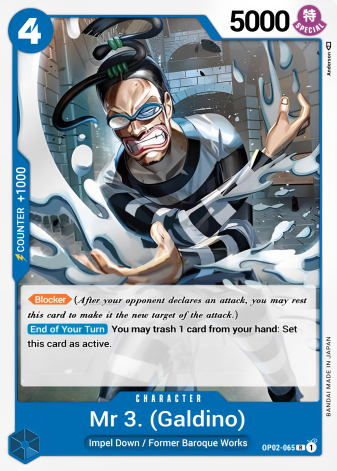 4
5000
特
SPECIAL
Anderson
COUNTER +1000
Blocker (After your opponent declares an attack, you may rest
this card to make it the new target of the attack.)
End of Your Turn You may trash 1 card from your hand: Set
this card as active.
BANDAI MADE IN JAPAN
CHARACTER
Mr 3. (Galdino)
Impel Down / Former Baroque Works
OP02-065 R 1